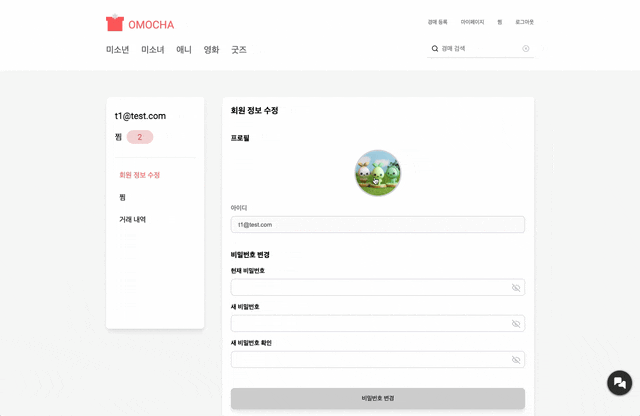 OMOCHA
경매 등록 마이페이지 찜 로그아웃
미소년 미소녀 애니 영화 굿즈
경매 검색
t1@test.com
찜 2
회원 정보 수정
찜
거래 내역
회원 정보 수정
프로필
아이디
t1@test.com
비밀번호 변경
현재 비밀번호
새 비밀번호
새 비밀번호 확인
비밀번호 변경